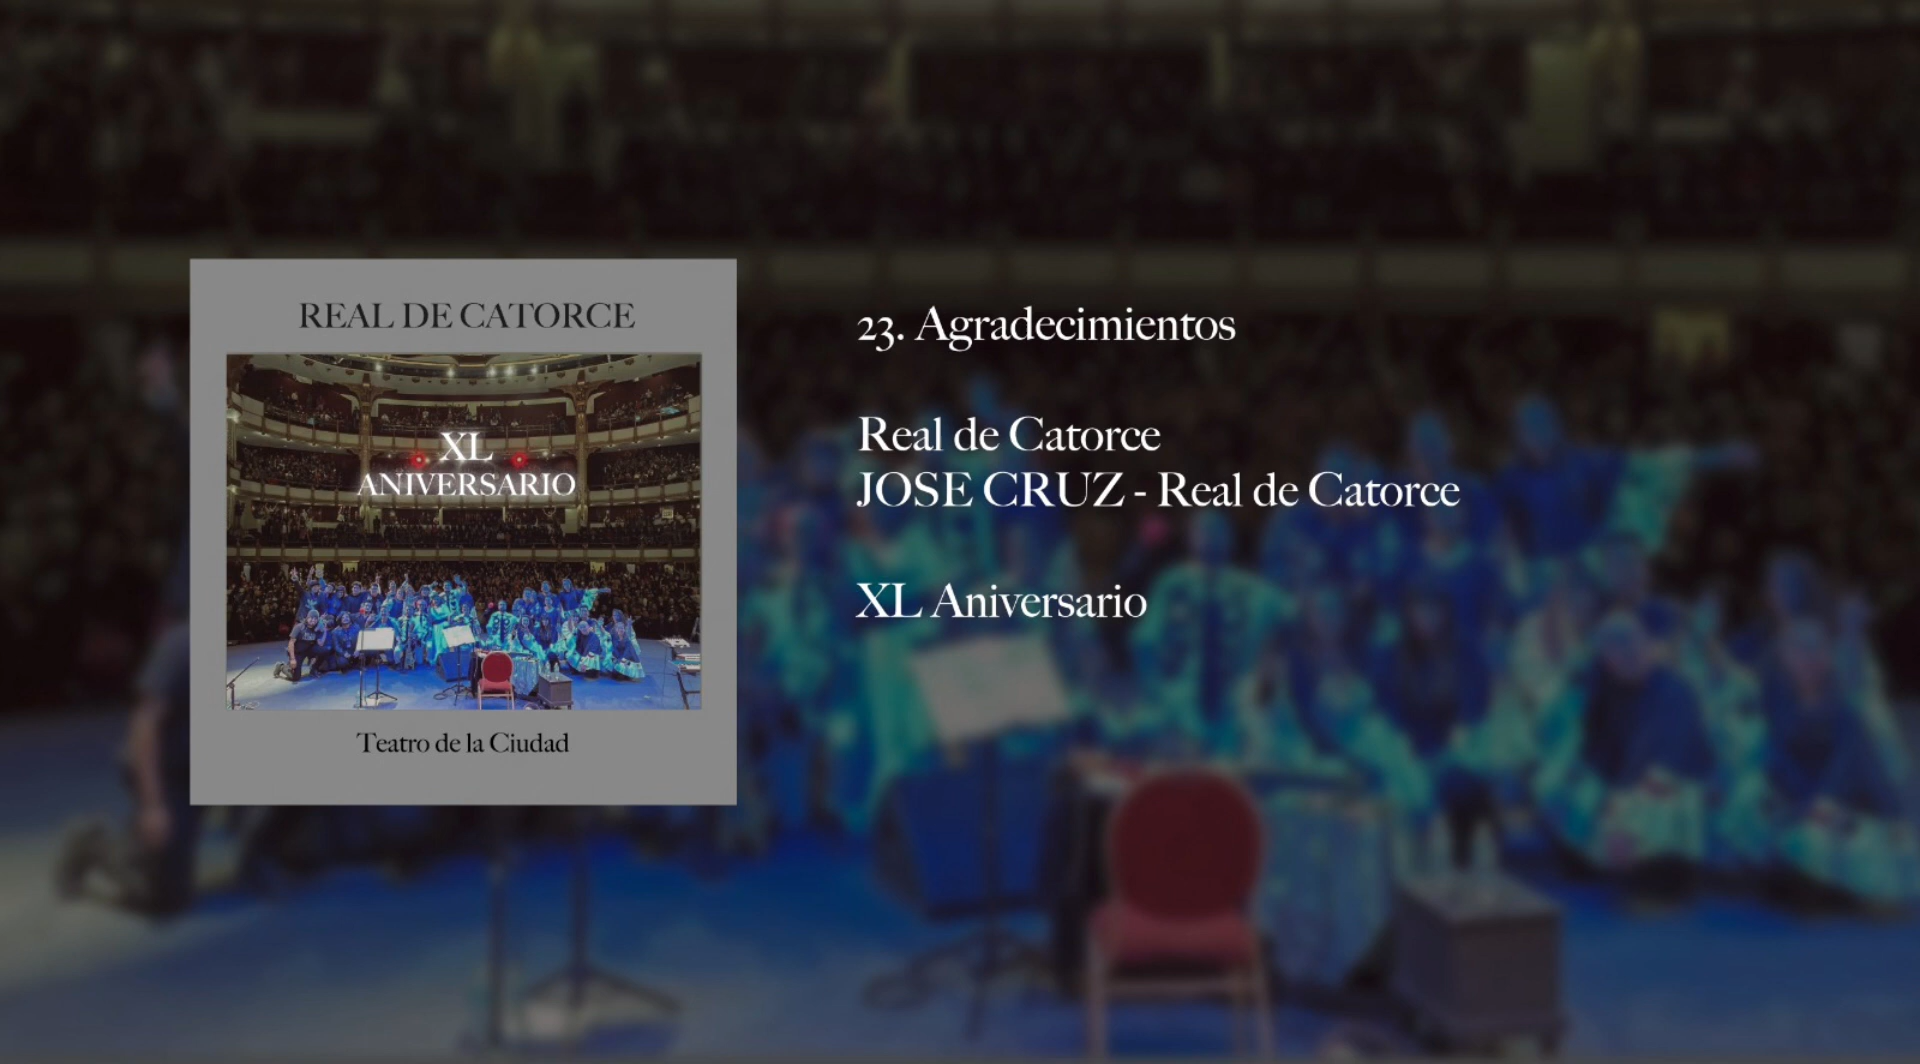 REAL DE CATORCE
XL
ANIVERSARIO
Teatro de la Ciudad
23. Agradecimientos
Real de Catorce
JOSE CRUZ - Real de Catorce
XL Aniversario